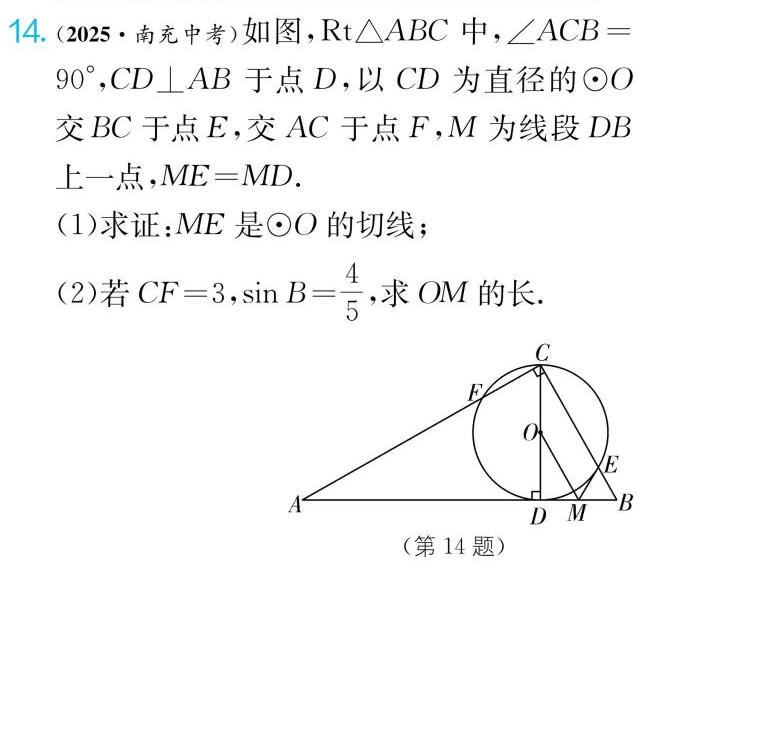 14.(2025·南充中考)如图,Rt△ABC 中,∠ACB=
90°,CD⊥AB 于点 D,以 CD 为直径的⊙O
交 BC 于点 E,交 AC 于点 F,M 为线段 DB
上一点,ME=MD.
(1)求证:ME 是⊙O 的切线;
(2)若 CF=3,sin B=4/5,求 OM 的长.
C
F
O
E
A
D
M
B
(第 14 题)